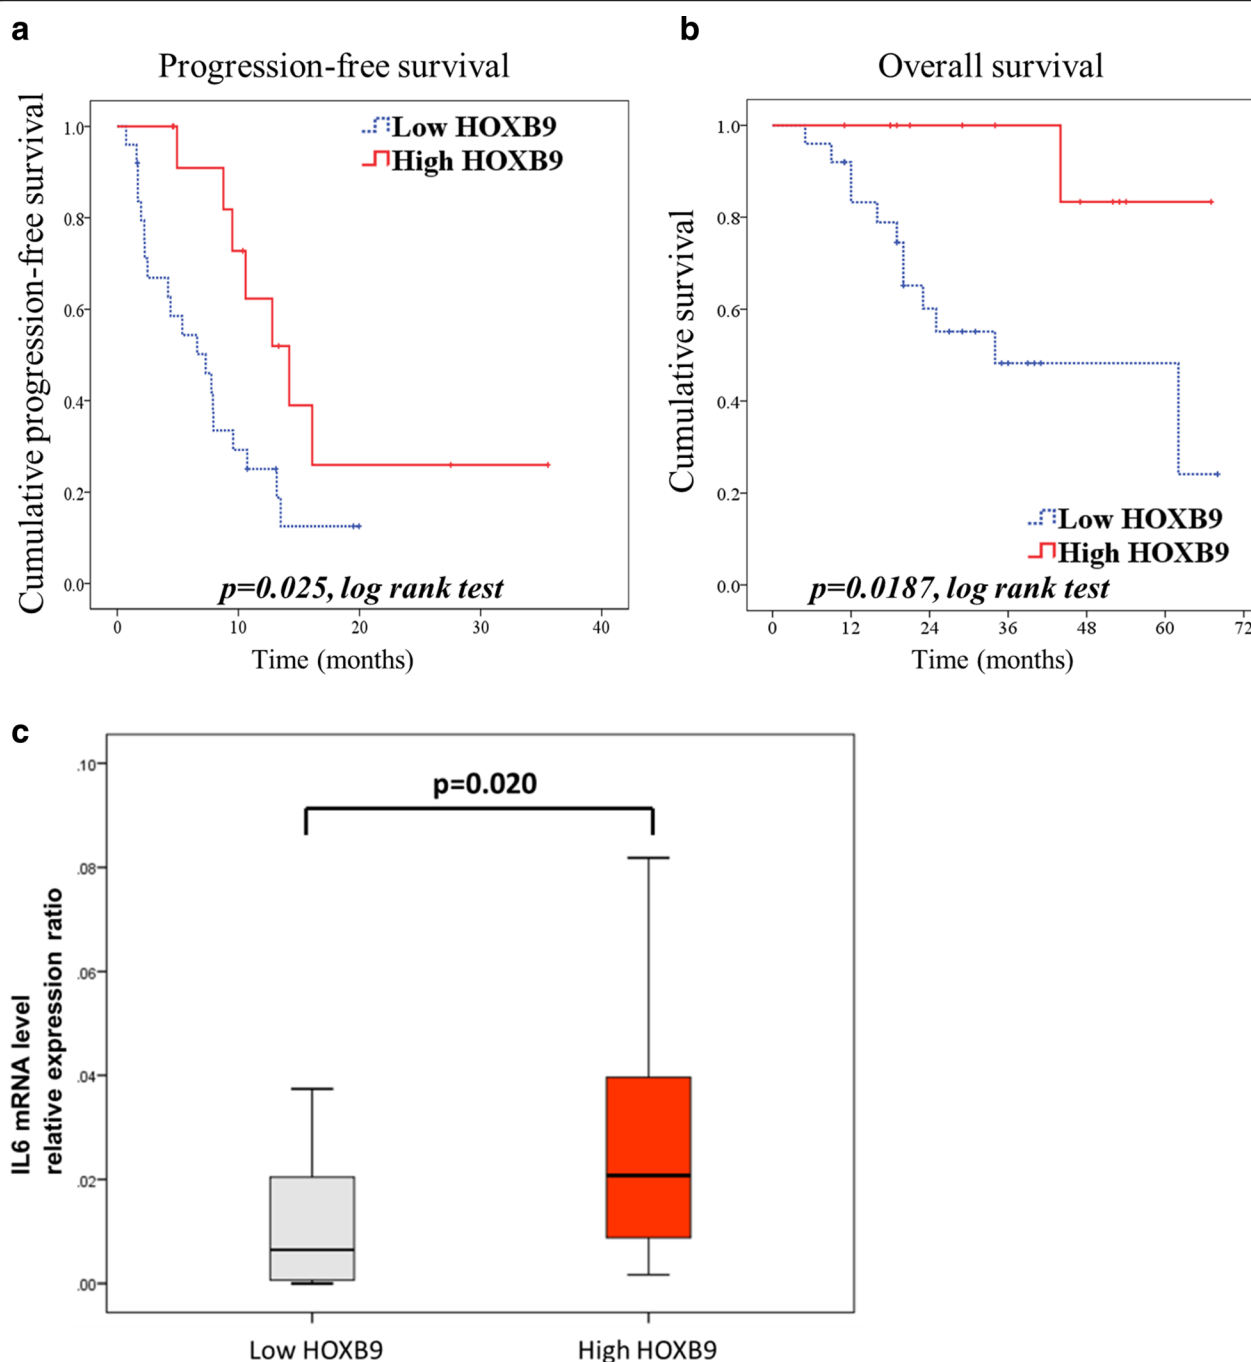 a
Progression-free survival
Cumulative progression-free survival
1.0
0.8
0.6
0.4
0.2
0.0
Low HOXB9
High HOXB9
p=0.025, log rank test
0 10 20 30 40
Time (months)
b
Overall survival
Cumulative survival
1.0
0.8
0.6
0.4
0.2
0.0
Low HOXB9
High HOXB9
p=0.0187, log rank test
0 12 24 36 48 60 72
Time (months)
c
IL6 mRNA level
relative expression ratio
.10
.08
.06
.04
.02
.00
p=0.020
Low HOXB9 High HOXB9